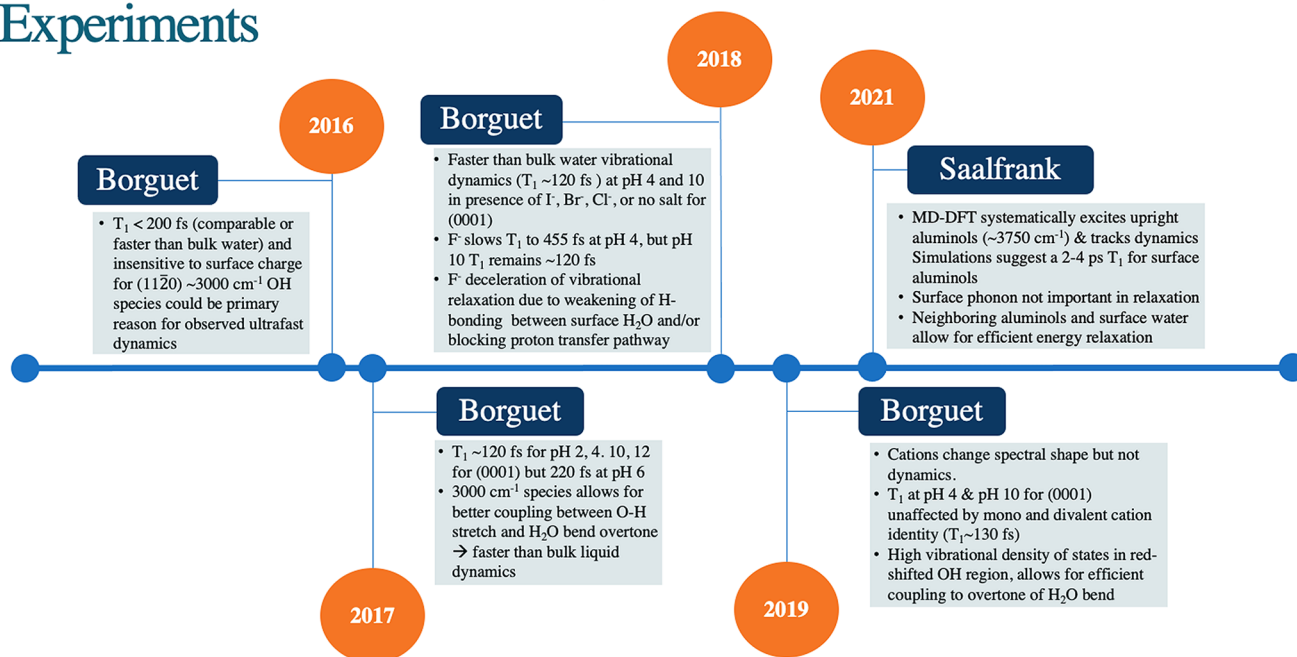 Experiments
2016
Borguet
• T₁ < 200 fs (comparable or
faster than bulk water) and
insensitive to surface charge
for (112̅0) ~3000 cm⁻¹ OH
species could be primary
reason for observed ultrafast
dynamics
2017
Borguet
• T₁ ~120 fs for pH 2, 4. 10, 12
for (0001) but 220 fs at pH 6
• 3000 cm⁻¹ species allows for
better coupling between O-H
stretch and H₂O bend overtone
→ faster than bulk liquid
dynamics
2018
Borguet
• Faster than bulk water vibrational
dynamics (T₁ ~120 fs ) at pH 4 and 10
in presence of I⁻, Br⁻, Cl⁻, or no salt for
(0001)
• F⁻ slows T₁ to 455 fs at pH 4, but pH
10 T₁ remains ~120 fs
• F⁻ deceleration of vibrational
relaxation due to weakening of H-
bonding between surface H₂O and/or
blocking proton transfer pathway
2019
Borguet
• Cations change spectral shape but not
dynamics.
• T₁ at pH 4 & pH 10 for (0001)
unaffected by mono and divalent cation
identity (T₁~130 fs)
• High vibrational density of states in red-
shifted OH region, allows for efficient
coupling to overtone of H₂O bend
2021
Saalfrank
• MD-DFT systematically excites upright
aluminols (~3750 cm⁻¹) & tracks dynamics
Simulations suggest a 2-4 ps T₁ for surface
aluminols
• Surface phonon not important in relaxation
• Neighboring aluminols and surface water
allow for efficient energy relaxation